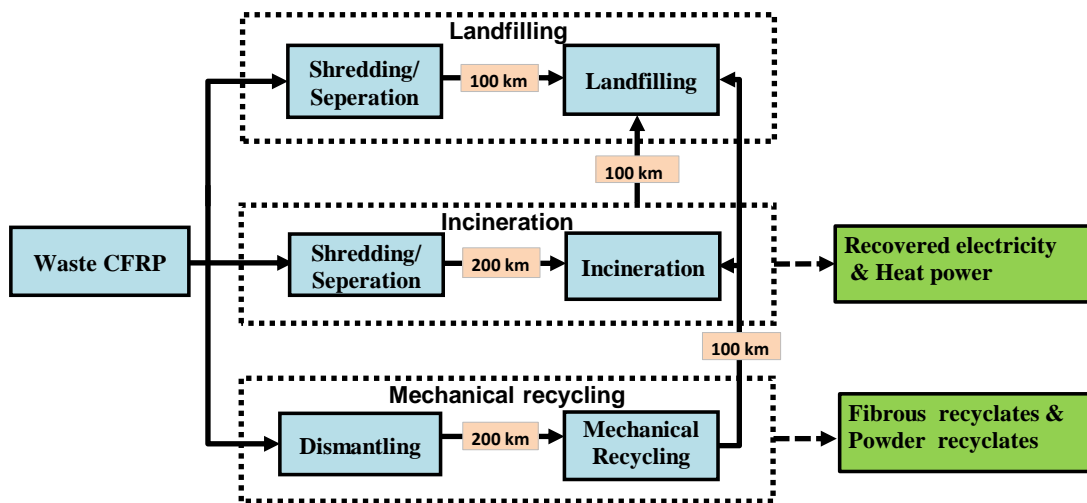 Landfilling
Shredding/
Seperation
100 km
Landfilling
100 km
Incineration
Waste CFRP
Shredding/
Seperation
200 km
Incineration
Recovered electricity
& Heat power
100 km
Mechanical recycling
Dismantling
200 km
Mechanical
Recycling
Fibrous recyclates &
Powder recyclates